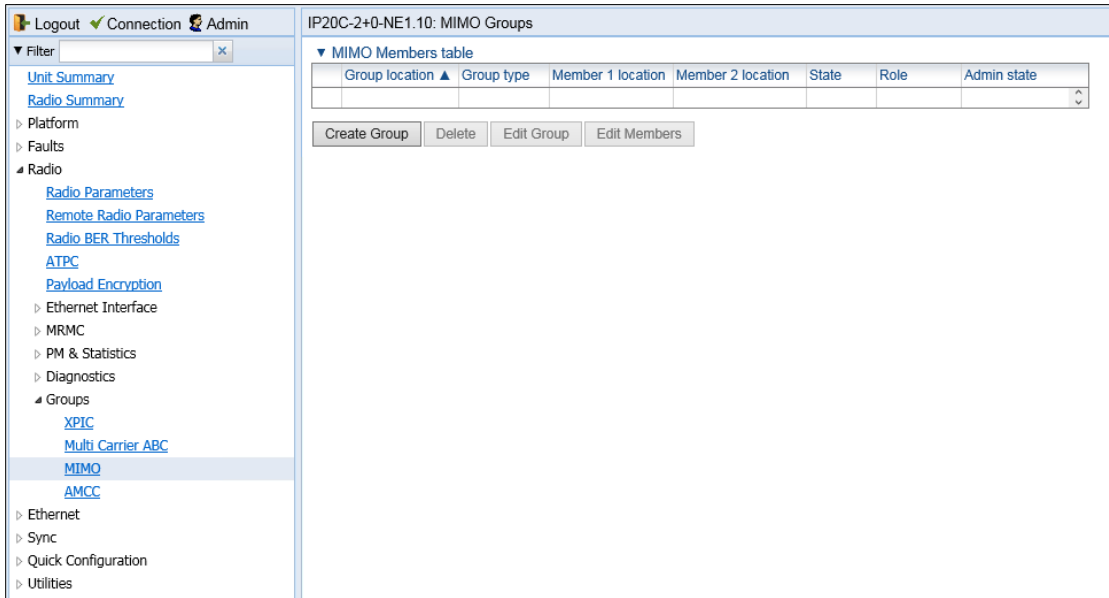 Logout Connection Admin
Filter
Unit Summary
Radio Summary
Platform
Faults
Radio
Radio Parameters
Remote Radio Parameters
Radio BER Thresholds
ATPC
Payload Encryption
Ethernet Interface
MRMC
PM & Statistics
Diagnostics
Groups
XPIC
Multi Carrier ABC
MIMO
AMCC
Ethernet
Sync
Quick Configuration
Utilities
IP20C-2+0-NE1.10: MIMO Groups
MIMO Members table
Group location ▲ Group type Member 1 location Member 2 location State Role Admin state
Create Group Delete Edit Group Edit Members